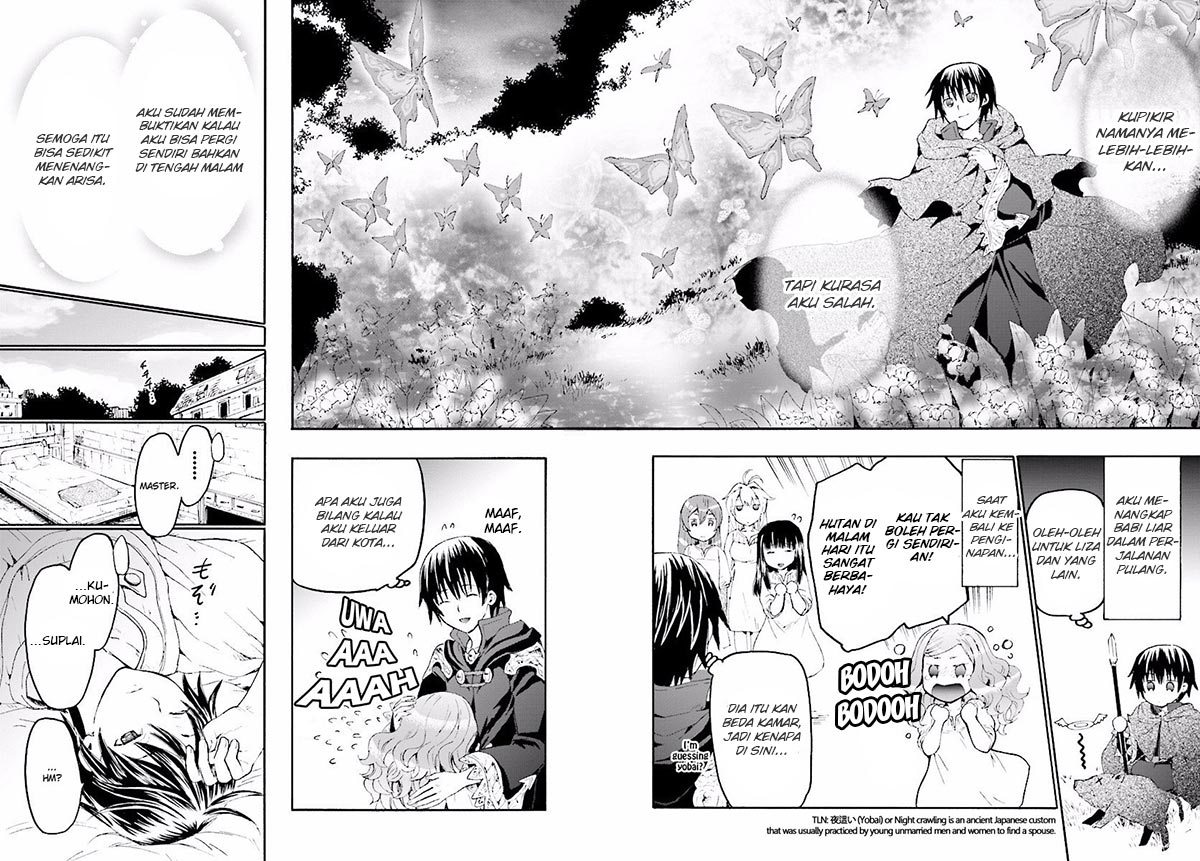 KUPIKIR
NAMANYA ME-
LEBIH-LEBIH-
KAN...
TAPI KURASA
AKU SALAH.
AKU ME-
NANGKAP
BABI LIAR
DALAM PER-
JALANAN
PULANG.
OLEH-OLEH
UNTUK LIZA
DAN YANG
LAIN.
SAAT
AKU KEM-
BALI KE
PENGI-
NAPAN...
KAU TAK
BOLEH PER-
GI SENDIRI-
AN!
HUTAN DI
MALAM
HARI ITU
SANGAT
BERBA-
HAYA!
BODOH
BODOOH
DIA ITU KAN
BEDA KAMAR,
JADI KENAPA
DI SINI...
I'm
guessing
yobai?
TLN: 夜這い (Yobai) or Night crawling is an ancient Japanese custom
that was usually practiced by young unmarried men and women to find a spouse.
MAAF,
MAAF.
APA AKU JUGA
BILANG KALAU
AKU KELUAR
DARI KOTA...
UWA
AAA
AAAAH
AKU SUDAH MEM-
BUKTIKAN KALAU
AKU BISA PERGI
SENDIRI BAHKAN
DI TENGAH MALAM
SEMOGA ITU
BISA SEDIKIT
MENENANG-
KAN ARISA.
.........
MASTER.
...KU-
MOHON.
...SUPLAI.
...
HM?